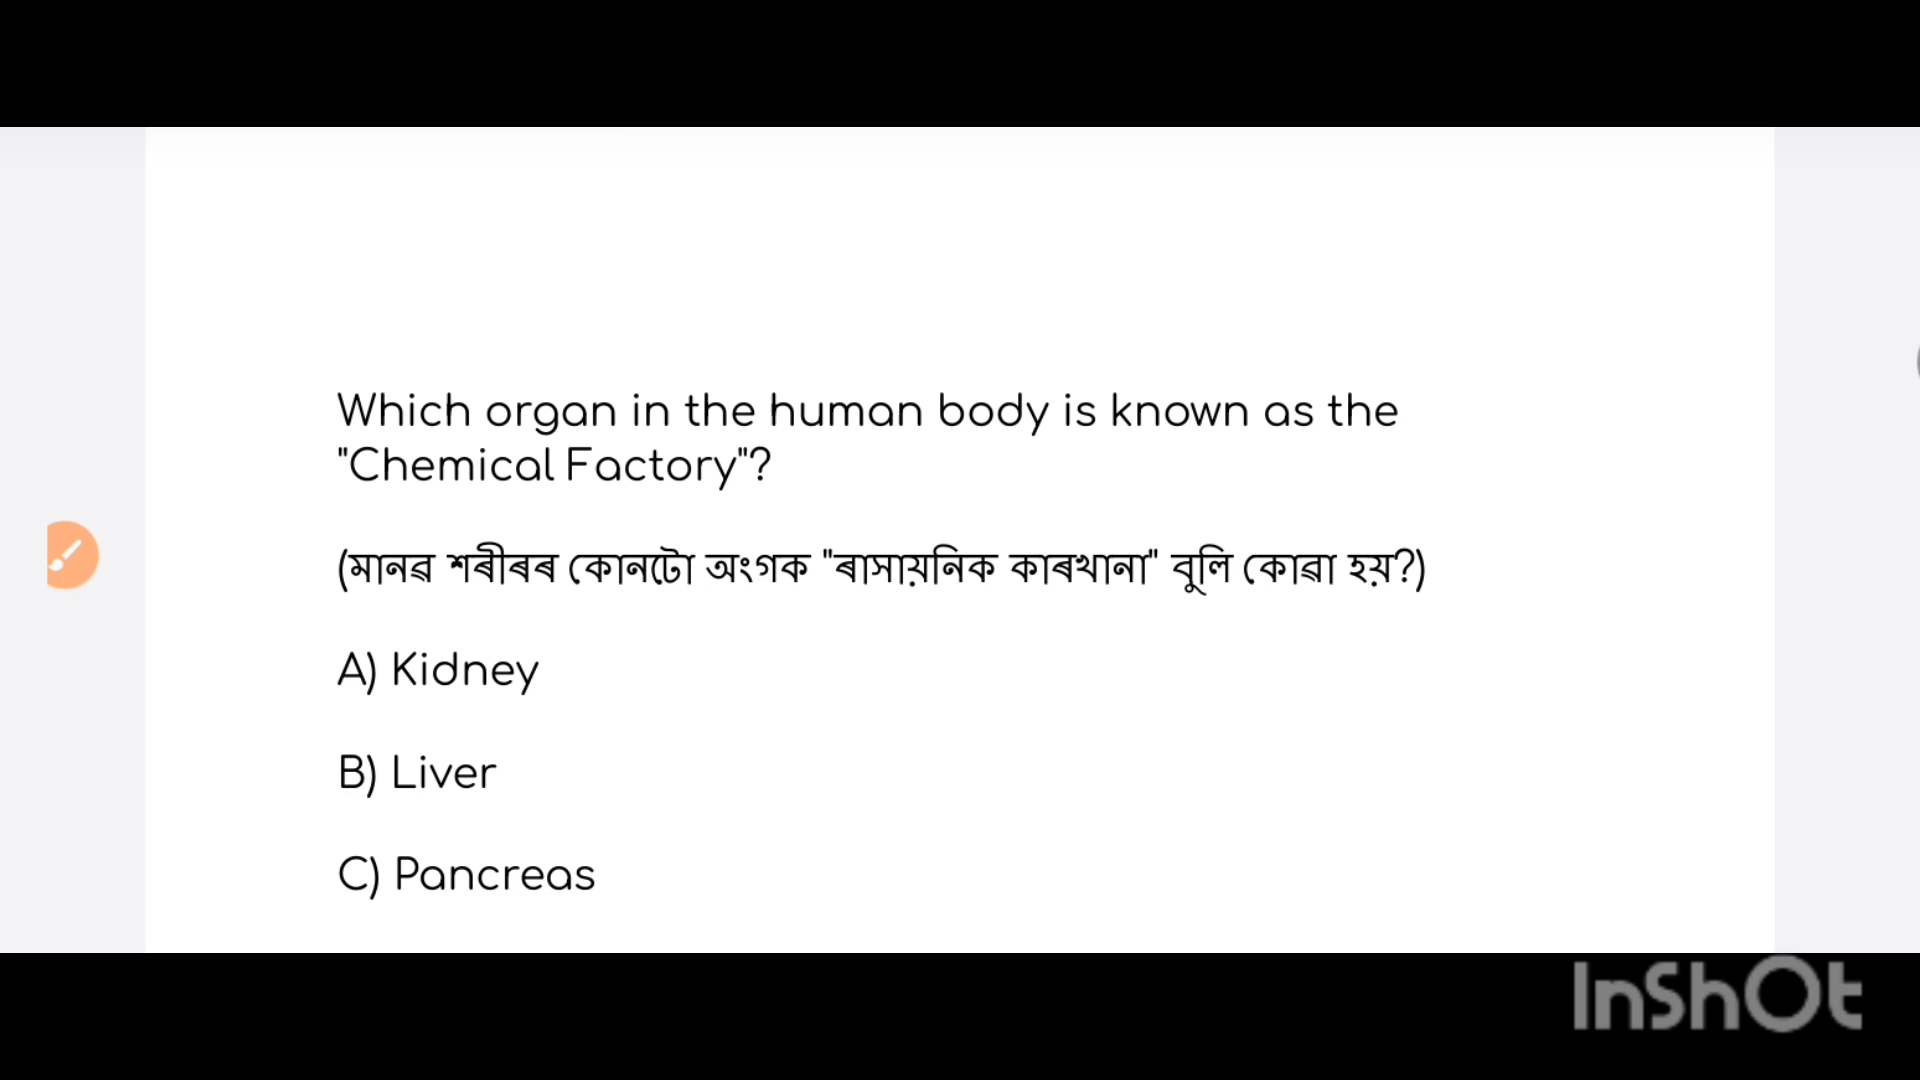 Which organ in the human body is known as the
"Chemical Factory"?
(মানৱ শৰীৰৰ কোনটো অংগক "ৰাসায়নিক কাৰখানা" বুলি কোৱা হয়?)
A) Kidney
B) Liver
C) Pancreas
InShOt